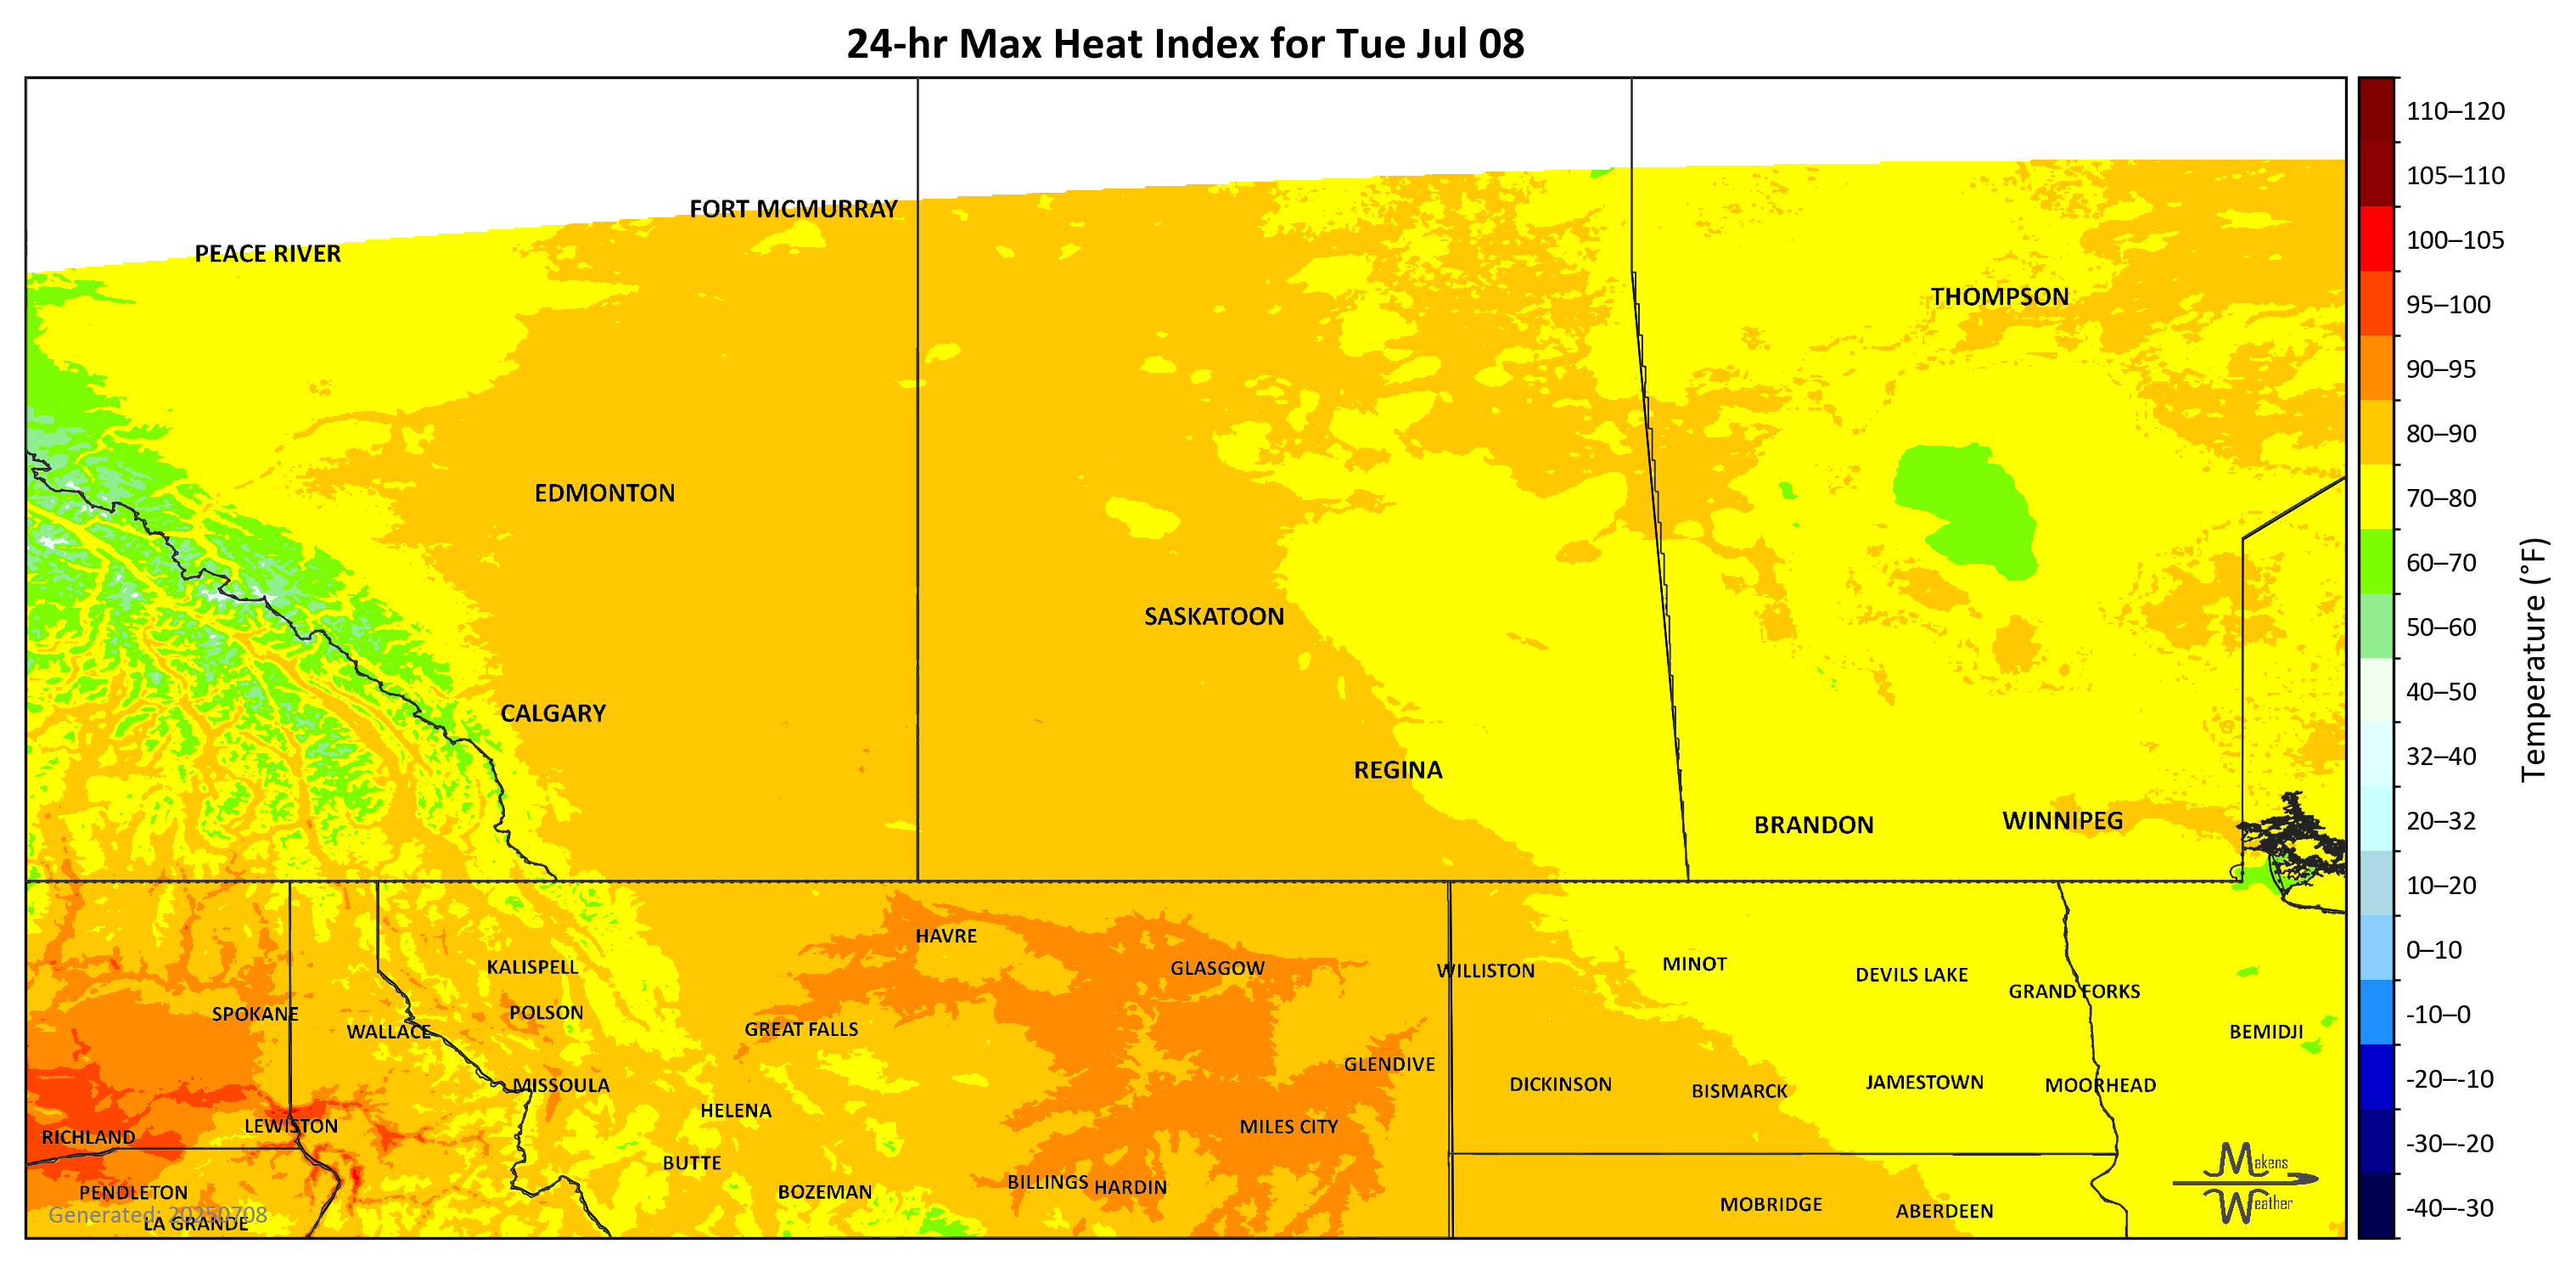 24-hr Max Heat Index for Tue Jul 08
FORT MCMURRAY
PEACE RIVER
THOMPSON
EDMONTON
SASKATOON
CALGARY
REGINA
BRANDON
WINNIPEG
HAVRE
KALISPELL
GLASGOW
WILLISTON
MINOT
DEVILS LAKE
GRAND FORKS
SPOKANE
POLSON
WALLACE
GREAT FALLS
BEMIDJI
GLENDIVE
MISSOULA
DICKINSON
BISMARCK
JAMESTOWN
MOORHEAD
HELENA
LEWISTON
MILES CITY
RICHLAND
BUTTE
BILLINGS
HARDIN
PENDLETON
BOZEMAN
MOBRIDGE
ABERDEEN
LA GRANDE
Generated: 20250708
Makens
Weather
110–120
105–110
100–105
95–100
90–95
80–90
70–80
60–70
50–60
40–50
32–40
20–32
10–20
0–10
-10–0
-20–-10
-30–-20
-40–-30
Temperature (°F)